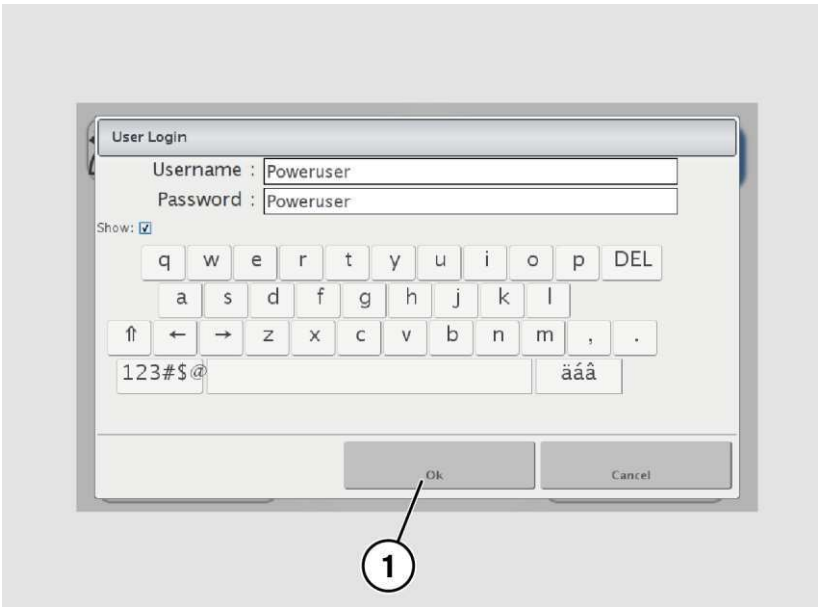 User Login
Username : Poweruser
Password : Poweruser
Show:
q w e r t y u i o p DEL
a s d f g h j k l
⇑ ← → z x c v b n m , .
123#$@ äáâ
Ok Cancel
1